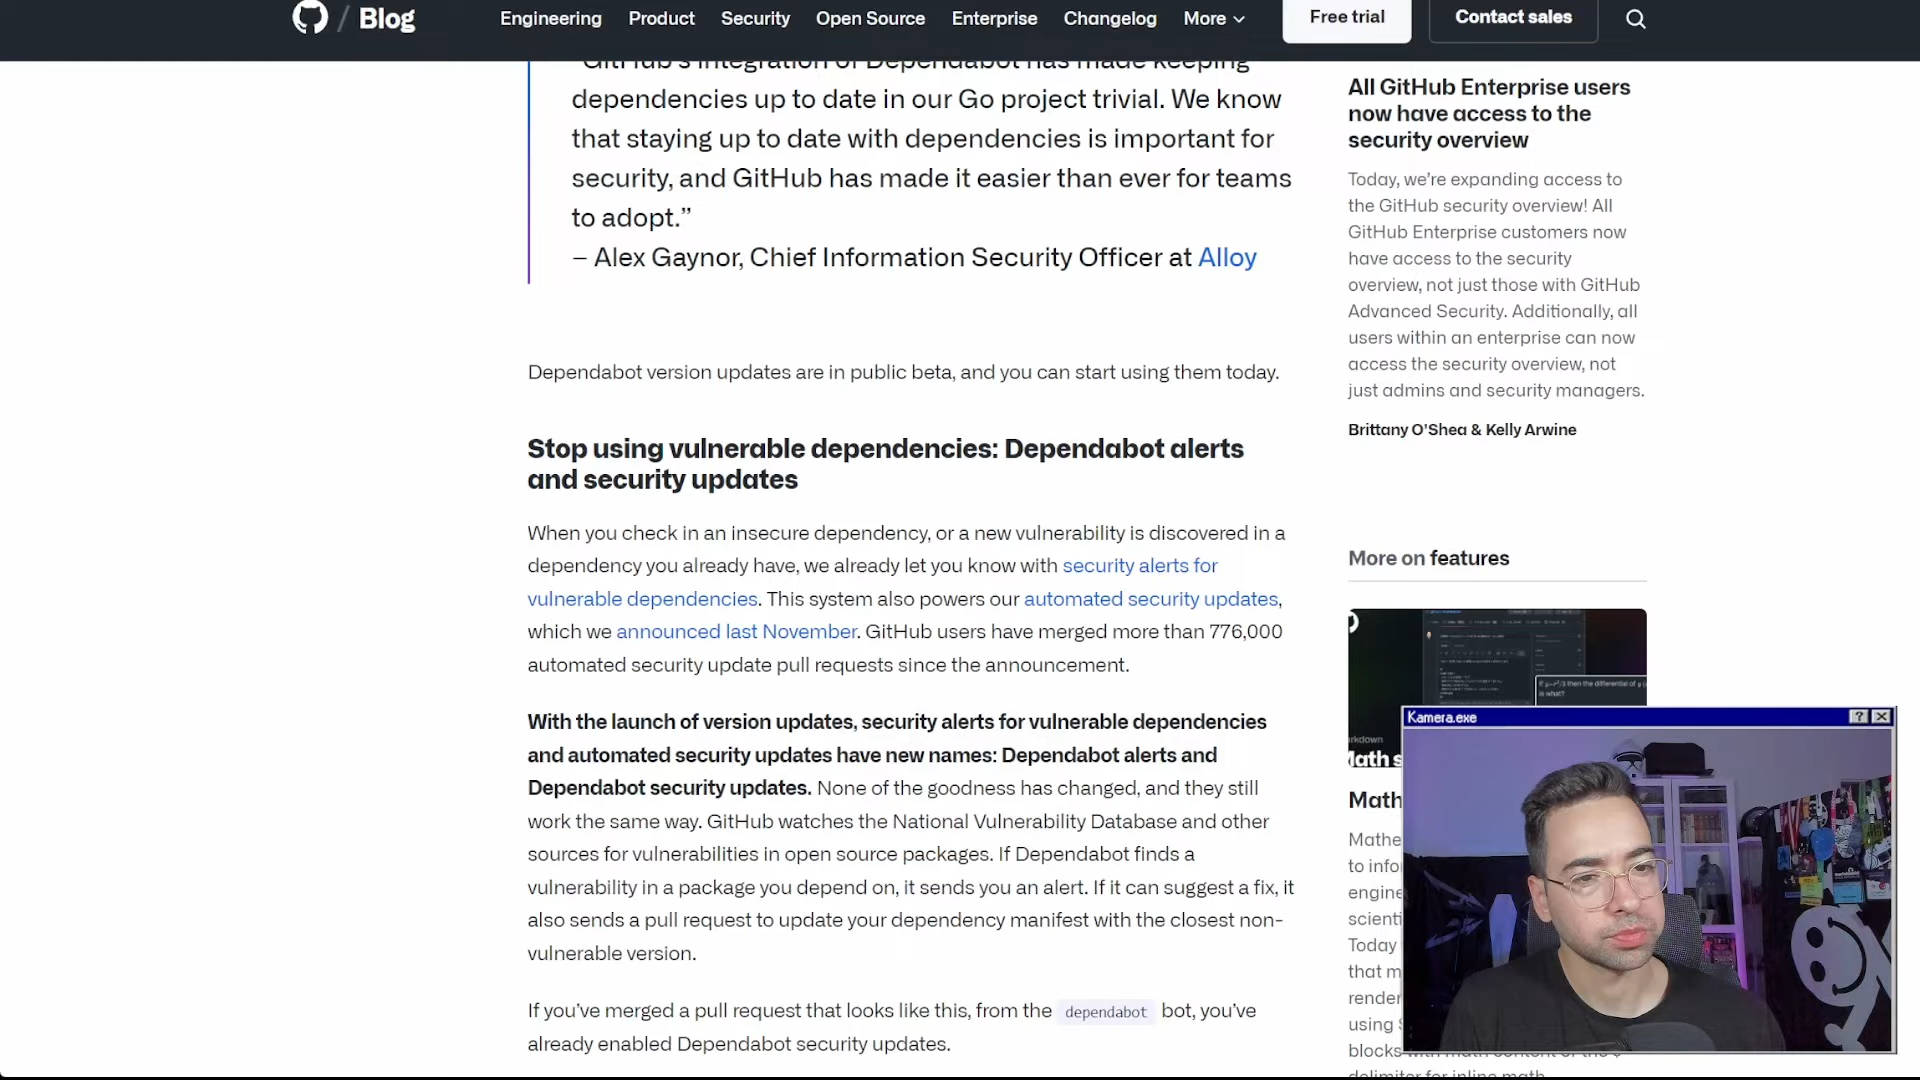 / Blog
Engineering Product Security Open Source Enterprise Changelog More
Free trial
Contact sales
“GitHub’s integration of Dependabot has made keeping
dependencies up to date in our Go project trivial. We know
that staying up to date with dependencies is important for
security, and GitHub has made it easier than ever for teams
to adopt.”
– Alex Gaynor, Chief Information Security Officer at Alloy
Dependabot version updates are in public beta, and you can start using them today.
Stop using vulnerable dependencies: Dependabot alerts
and security updates
When you check in an insecure dependency, or a new vulnerability is discovered in a
dependency you already have, we already let you know with security alerts for
vulnerable dependencies. This system also powers our automated security updates,
which we announced last November. GitHub users have merged more than 776,000
automated security update pull requests since the announcement.
With the launch of version updates, security alerts for vulnerable dependencies
and automated security updates have new names: Dependabot alerts and
Dependabot security updates. None of the goodness has changed, and they still
work the same way. GitHub watches the National Vulnerability Database and other
sources for vulnerabilities in open source packages. If Dependabot finds a
vulnerability in a package you depend on, it sends you an alert. If it can suggest a fix, it
also sends a pull request to update your dependency manifest with the closest non-
vulnerable version.
If you’ve merged a pull request that looks like this, from the dependabot bot, you’ve
already enabled Dependabot security updates.
All GitHub Enterprise users
now have access to the
security overview
Today, we’re expanding access to
the GitHub security overview! All
GitHub Enterprise customers now
have access to the security
overview, not just those with GitHub
Advanced Security. Additionally, all
users within an enterprise can now
access the security overview, not
just admins and security managers.
Brittany O'Shea & Kelly Arwine
More on features
is what?
rkdown
Math s
Math
Mathe
to info
engine
scienti
Today
that m
render
using $
blocks with math content or the $
delimiter for inline math
Kamera.exe